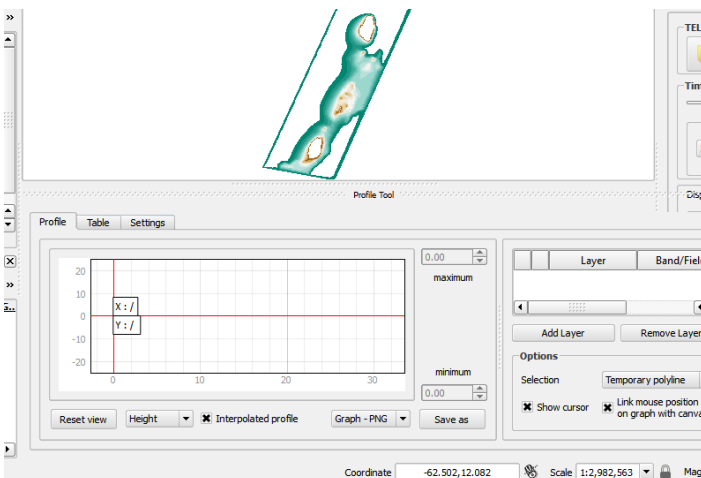 »
TEL
Tim
Profile Tool
Disp
Profile Table Settings
0.00
maximum
20
10
0
-10
-20
X : /
Y : /
0 10 20 30
minimum
0.00
Layer Band/Fiel
»
Add Layer Remove Layer
Options
Selection Temporary polyline
Show cursor Link mouse position
on graph with canva
Reset view Height Interpolated profile Graph - PNG Save as
Coordinate -62.502,12.082 Scale 1:2,982,563 Mag